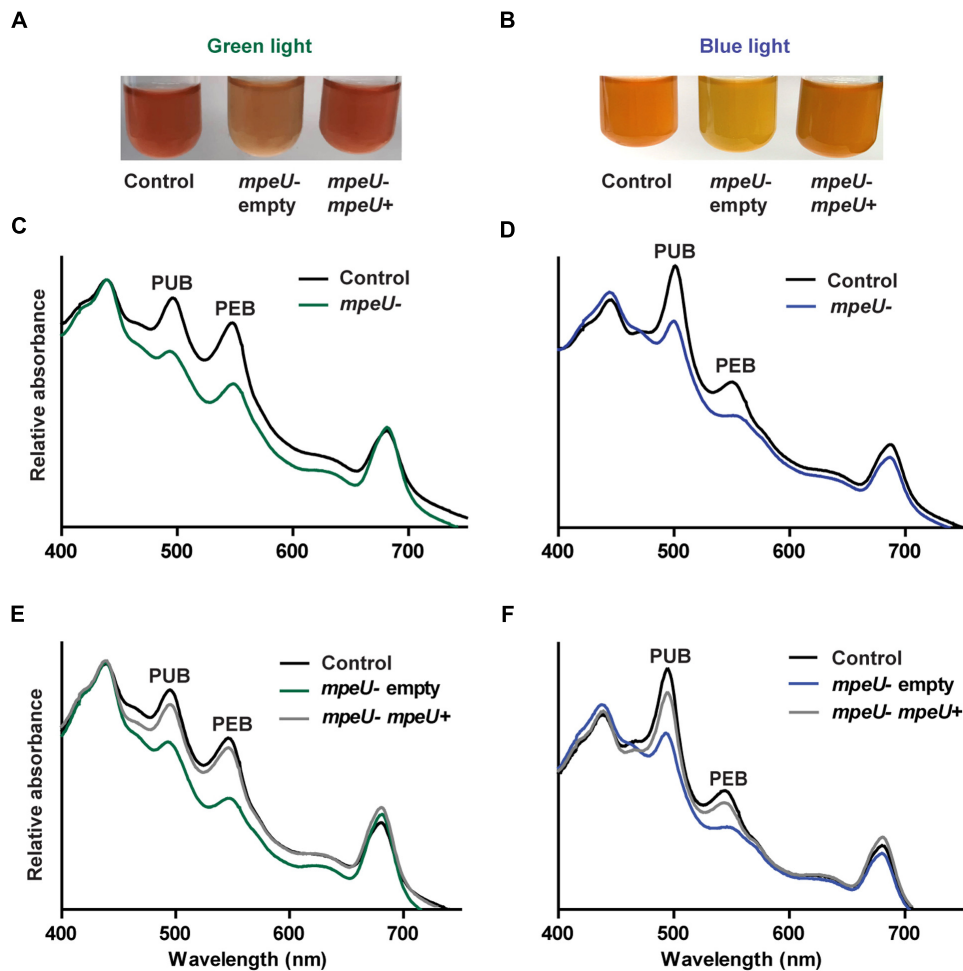 A
B
Green light
Blue light
Control
mpeU-
empty
mpeU-
mpeU+
Control
mpeU-
empty
mpeU-
mpeU+
C
D
Relative absorbance
PUB
PEB
Control
mpeU-
400
500
600
700
PUB
PEB
Control
mpeU-
400
500
600
700
E
F
Relative absorbance
PUB
PEB
Control
mpeU- empty
mpeU- mpeU+
400
500
600
700
Wavelength (nm)
PUB
PEB
Control
mpeU- empty
mpeU- mpeU+
400
500
600
700
Wavelength (nm)